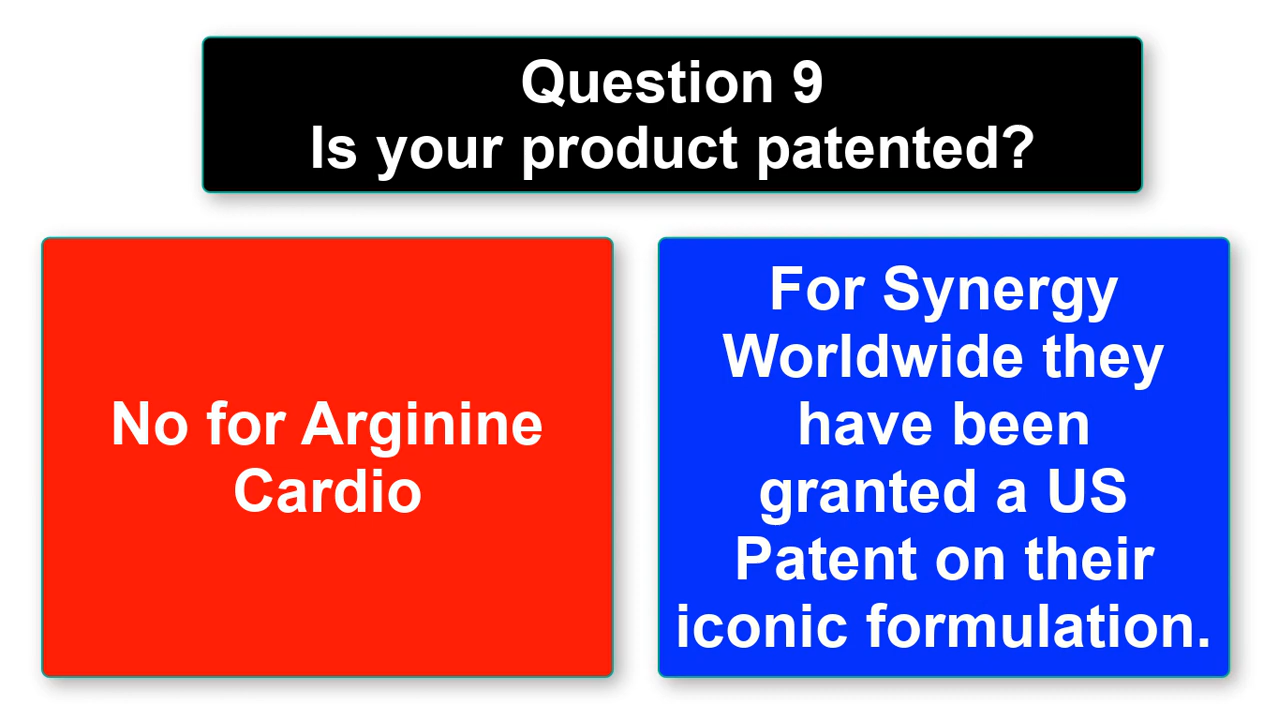 Question 9
Is your product patented?
No for Arginine
Cardio
For Synergy
Worldwide they
have been
granted a US
Patent on their
iconic formulation.